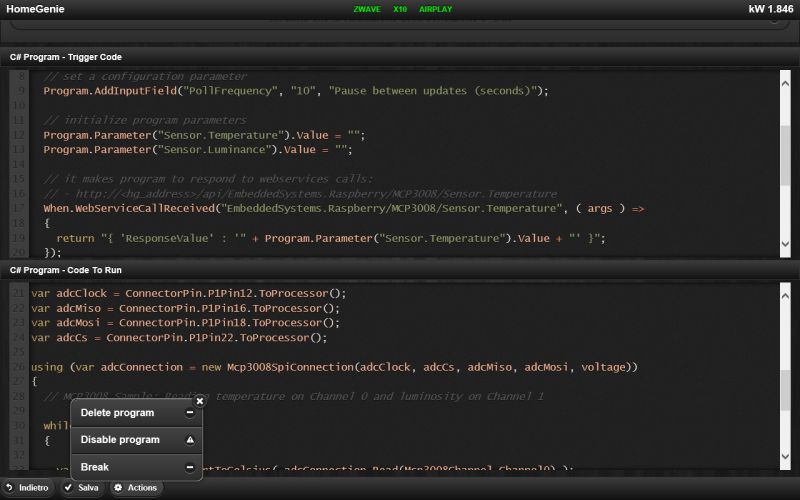 HomeGenie ZWAVE X10 AIRPLAY kW 1.846
C# Program - Trigger Code
8 // set a configuration parameter
9 Program.AddInputField("PollFrequency", "10", "Pause between updates (seconds)");
10
11 // initialize program parameters
12 Program.Parameter("Sensor.Temperature").Value = "";
13 Program.Parameter("Sensor.Luminance").Value = "";
14
15 // it makes program to respond to webservices calls:
16 // - http://<hg_address>/api/EmbeddedSystems.Raspberry/MCP3008/Sensor.Temperature
17 When.WebServiceCallReceived("EmbeddedSystems.Raspberry/MCP3008/Sensor.Temperature", ( args ) =>
18 {
19 return "{ 'ResponseValue' : '" + Program.Parameter("Sensor.Temperature").Value + "' }";
20 });
C# Program - Code To Run
21 var adcClock = ConnectorPin.P1Pin12.ToProcessor();
22 var adcMiso = ConnectorPin.P1Pin16.ToProcessor();
23 var adcMosi = ConnectorPin.P1Pin18.ToProcessor();
24 var adcCs = ConnectorPin.P1Pin22.ToProcessor();
25
26 using (var adcConnection = new Mcp3008SpiConnection(adcClock, adcCs, adcMiso, adcMosi, voltage))
27 {
28 // MCP3008 Sample: Reading temperature on Channel 0 and luminosity on Channel 1
29
30 whil
31 {
32
33 va ntToCelsius( adcConnection.Read(Mcp3008Channel.Channel0) );
Delete program
Disable program
Break
Indietro Salva Actions